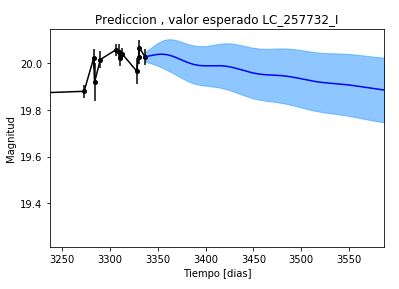 Prediccion , valor esperado LC_257732_I
Magnitud
20.0
19.8
19.6
19.4
3250 3300 3350 3400 3450 3500 3550
Tiempo [dias]